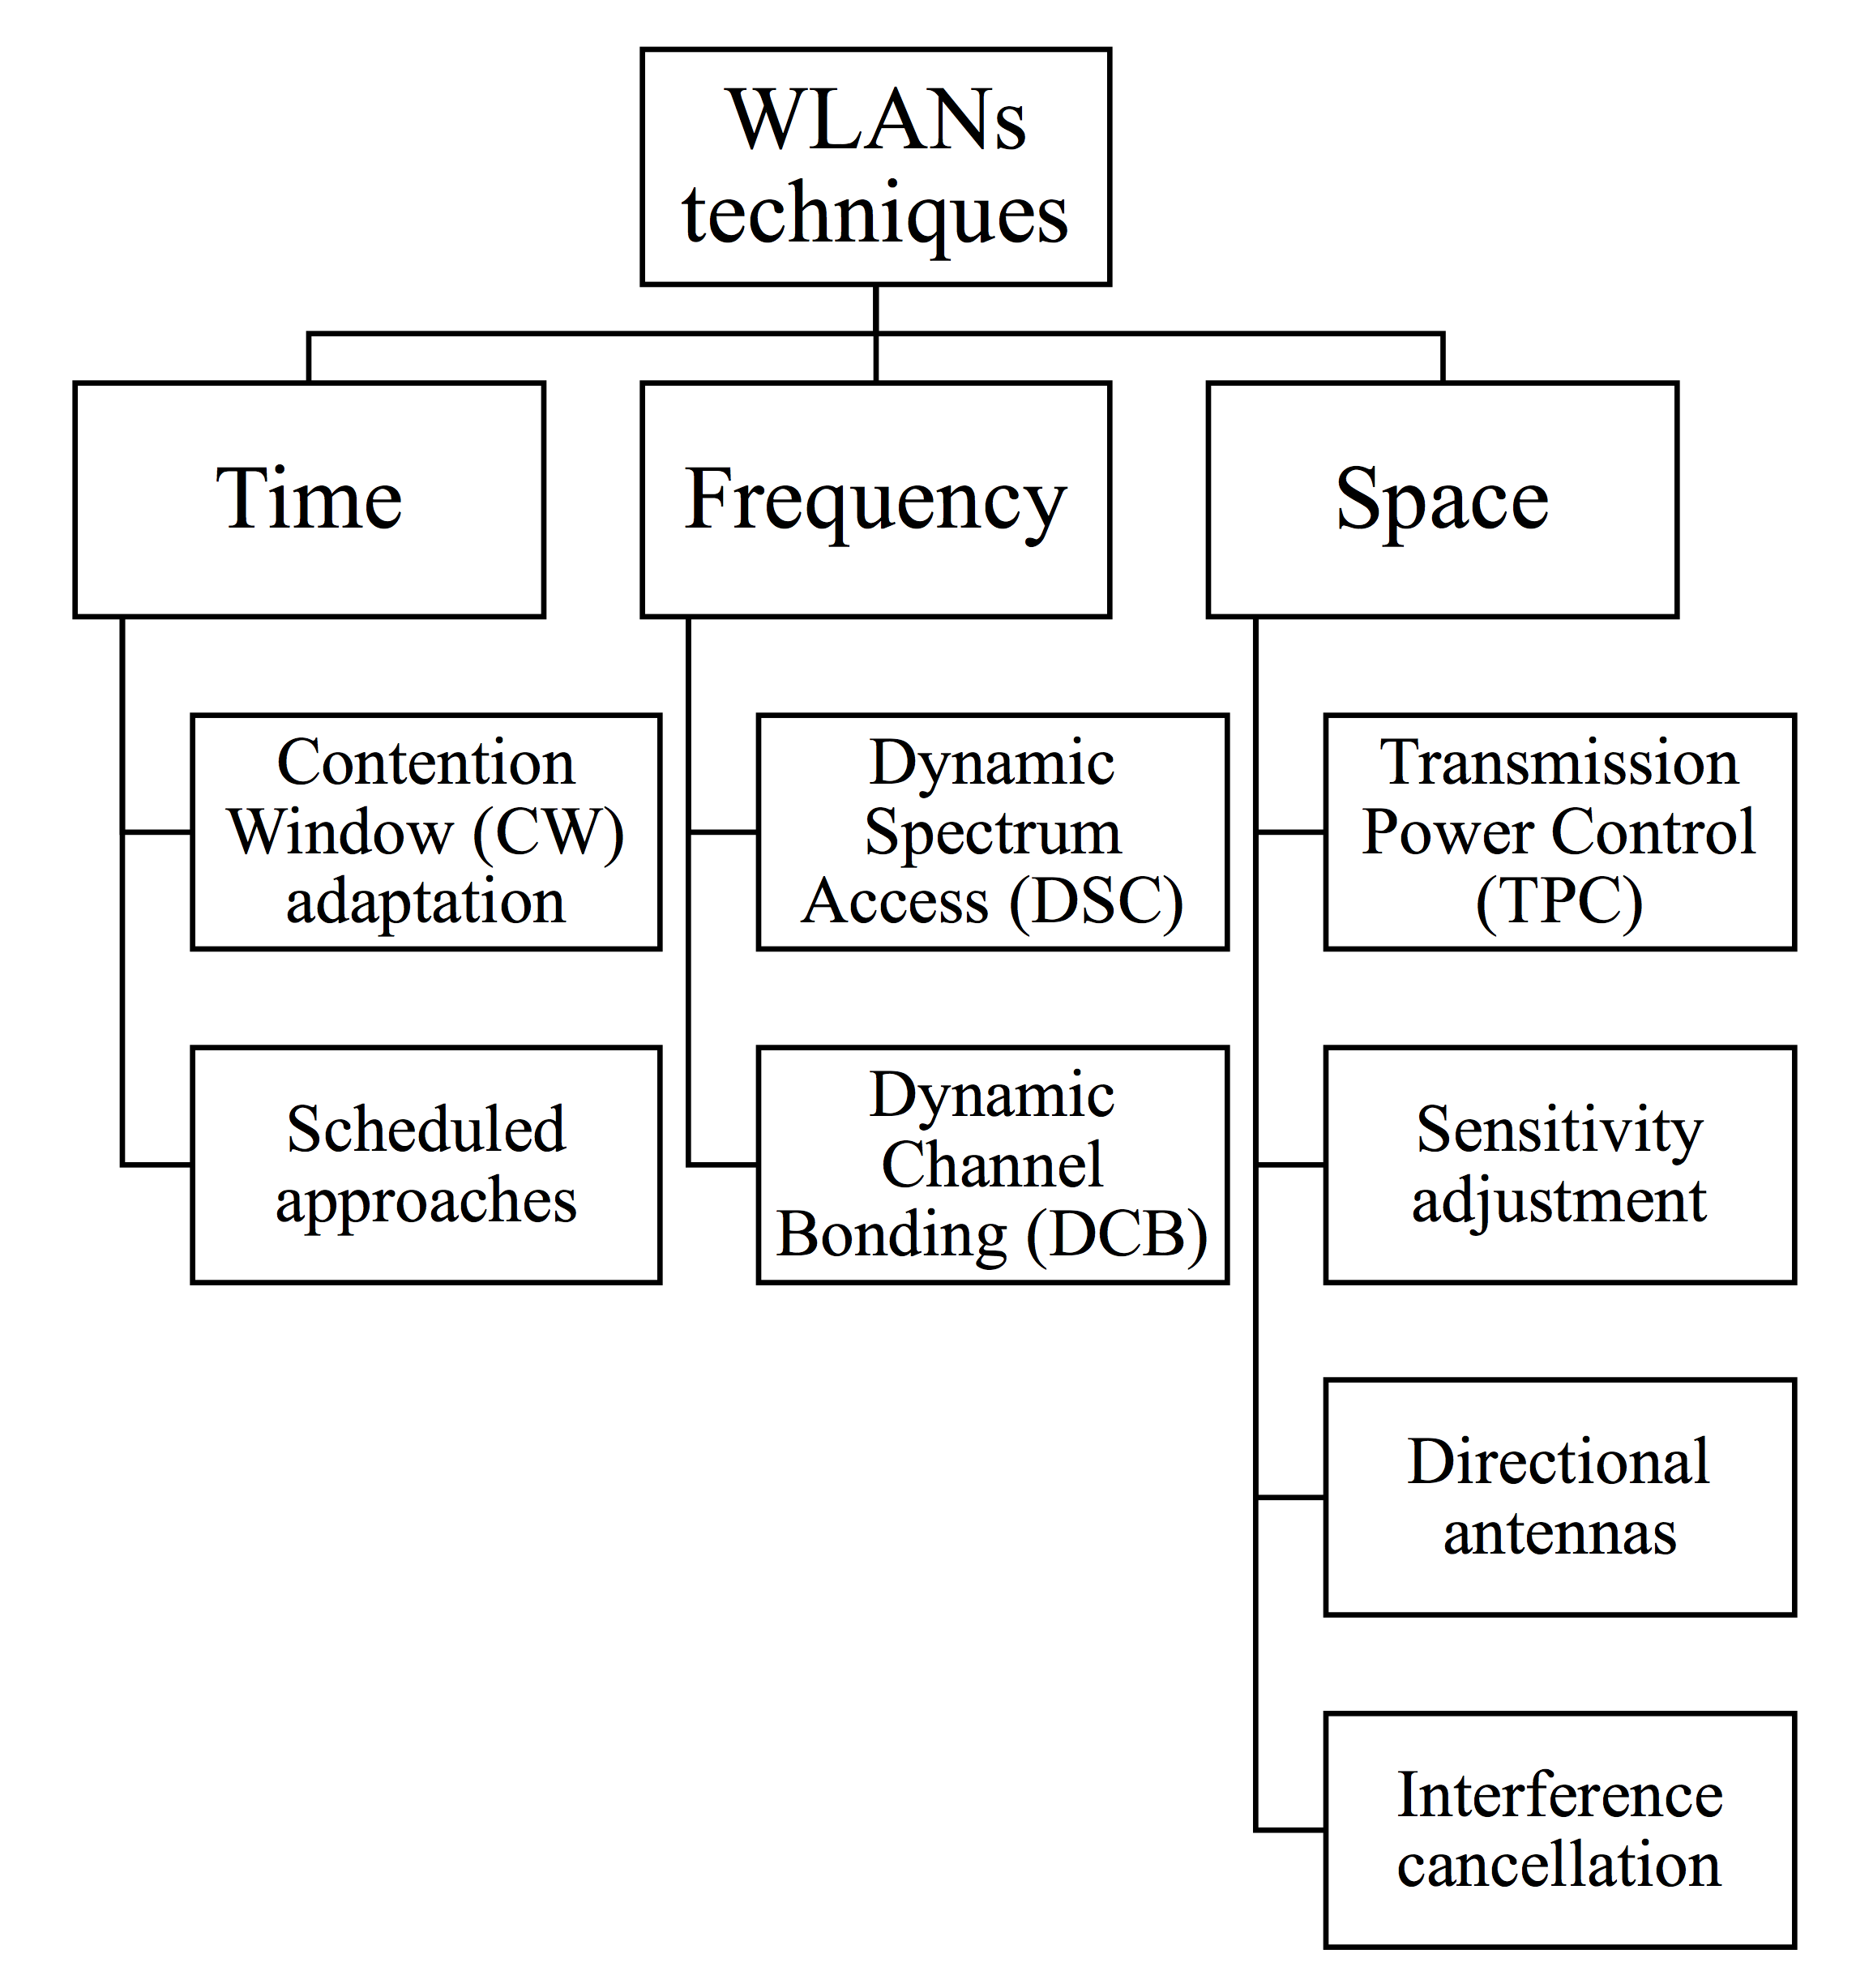 WLANs
techniques
Time
Frequency
Space
Contention
Window (CW)
adaptation
Dynamic
Spectrum
Access (DSC)
Transmission
Power Control
(TPC)
Scheduled
approaches
Dynamic
Channel
Bonding (DCB)
Sensitivity
adjustment
Directional
antennas
Interference
cancellation